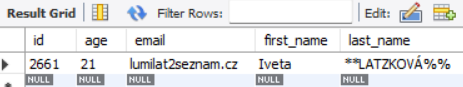 Result Grid Filter Rows: Edit:
id age email first_name last_name
2661 21 lumilat2seznam.cz Iveta **LATZKOVÁ%%
NULL NULL NULL NULL NULL